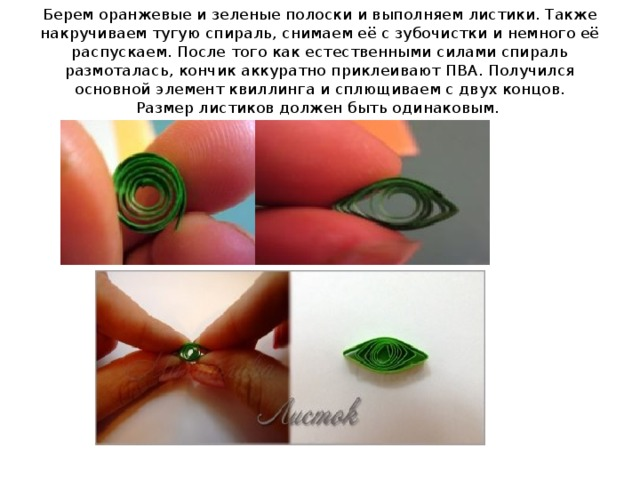 Берем оранжевые и зеленые полоски и выполняем листики. Также
накручиваем тугую спираль, снимаем её с зубочистки и немного её
распускаем. После того как естественными силами спираль
размоталась, кончик аккуратно приклеивают ПВА. Получился
основной элемент квиллинга и сплющиваем с двух концов.
Размер листиков должен быть одинаковым.
Листок